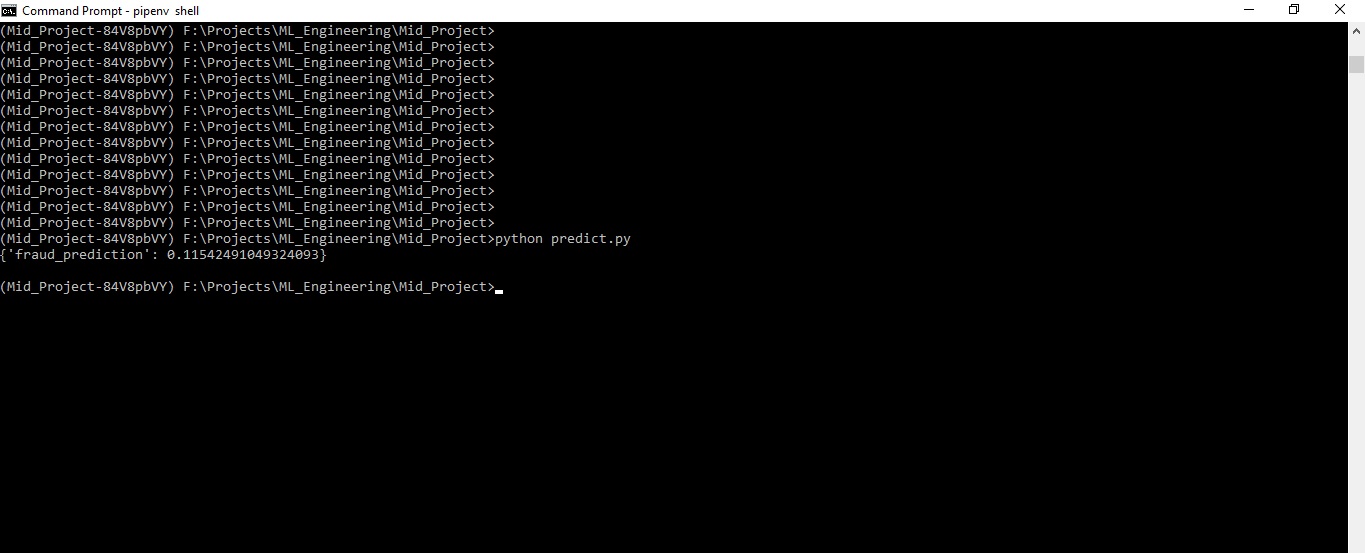 Command Prompt - pipenv shell
(Mid_Project-84V8pbVY) F:\Projects\ML_Engineering\Mid_Project>
(Mid_Project-84V8pbVY) F:\Projects\ML_Engineering\Mid_Project>
(Mid_Project-84V8pbVY) F:\Projects\ML_Engineering\Mid_Project>
(Mid_Project-84V8pbVY) F:\Projects\ML_Engineering\Mid_Project>
(Mid_Project-84V8pbVY) F:\Projects\ML_Engineering\Mid_Project>
(Mid_Project-84V8pbVY) F:\Projects\ML_Engineering\Mid_Project>
(Mid_Project-84V8pbVY) F:\Projects\ML_Engineering\Mid_Project>
(Mid_Project-84V8pbVY) F:\Projects\ML_Engineering\Mid_Project>
(Mid_Project-84V8pbVY) F:\Projects\ML_Engineering\Mid_Project>
(Mid_Project-84V8pbVY) F:\Projects\ML_Engineering\Mid_Project>
(Mid_Project-84V8pbVY) F:\Projects\ML_Engineering\Mid_Project>
(Mid_Project-84V8pbVY) F:\Projects\ML_Engineering\Mid_Project>
(Mid_Project-84V8pbVY) F:\Projects\ML_Engineering\Mid_Project>
(Mid_Project-84V8pbVY) F:\Projects\ML_Engineering\Mid_Project>python predict.py
{'fraud_prediction': 0.11542491049324093}
(Mid_Project-84V8pbVY) F:\Projects\ML_Engineering\Mid_Project>